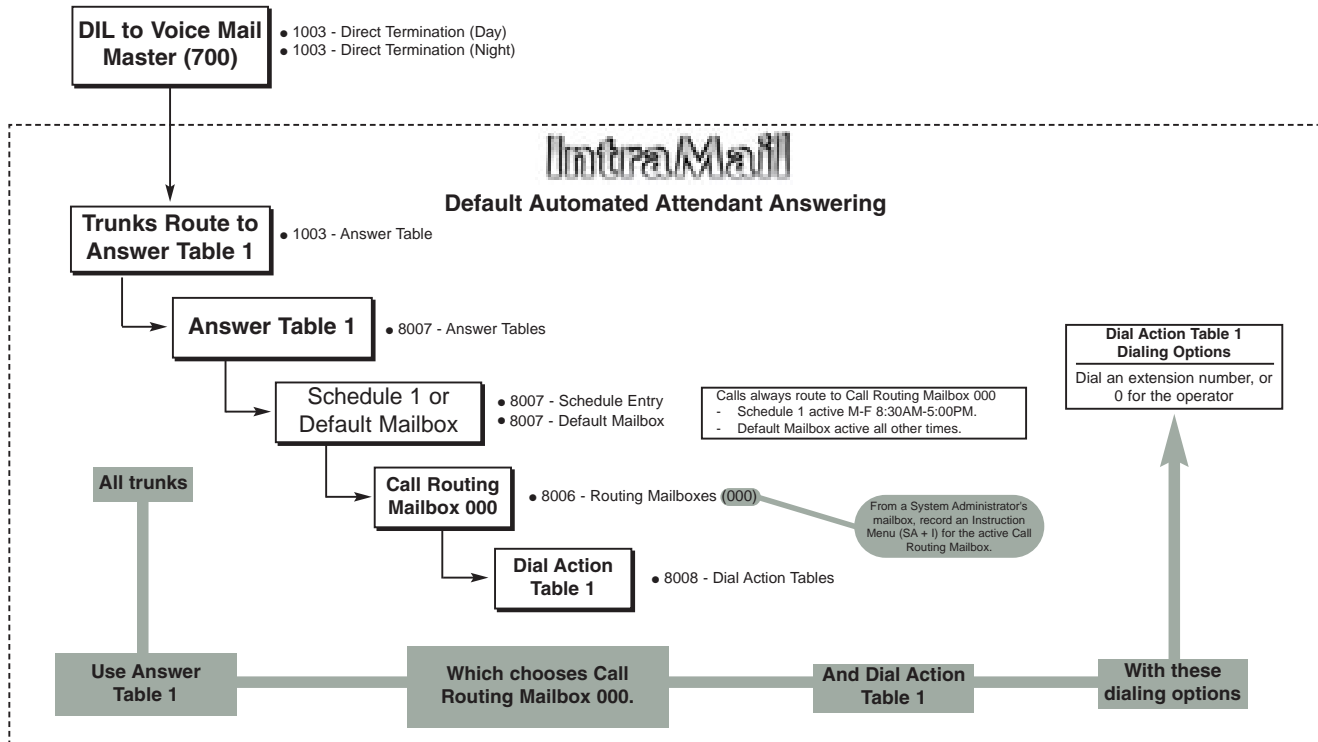 DIL to Voice Mail
Master (700)
• 1003 - Direct Termination (Day)
• 1003 - Direct Termination (Night)
IntraMail
Default Automated Attendant Answering
Trunks Route to
Answer Table 1
• 1003 - Answer Table
Answer Table 1
• 8007 - Answer Tables
Schedule 1 or
Default Mailbox
• 8007 - Schedule Entry
• 8007 - Default Mailbox
Calls always route to Call Routing Mailbox 000
- Schedule 1 active M-F 8:30AM-5:00PM.
- Default Mailbox active all other times.
Dial Action Table 1
Dialing Options
Dial an extension number, or
0 for the operator
Call Routing
Mailbox 000
• 8006 - Routing Mailboxes (000)
From a System Administrator's
mailbox, record an Instruction
Menu (SA + I) for the active Call
Routing Mailbox.
Dial Action
Table 1
• 8008 - Dial Action Tables
All trunks
Use Answer
Table 1
Which chooses Call
Routing Mailbox 000.
And Dial Action
Table 1
With these
dialing options